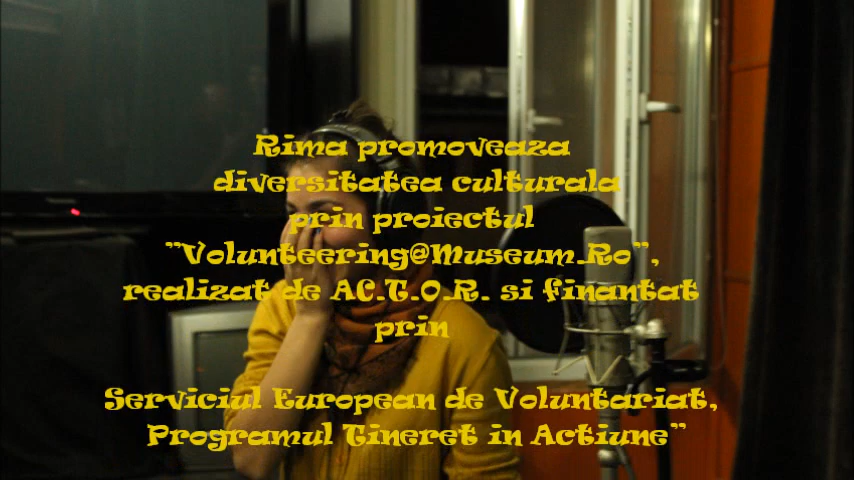 Rima promoveaza
diversitatea culturala
prin proiectul
"Volunteering@Museum.Ro",
realizat de AC.T.O.R. si finantat
prin
Serviciul European de Voluntariat,
Programul Tineret in Actiune"